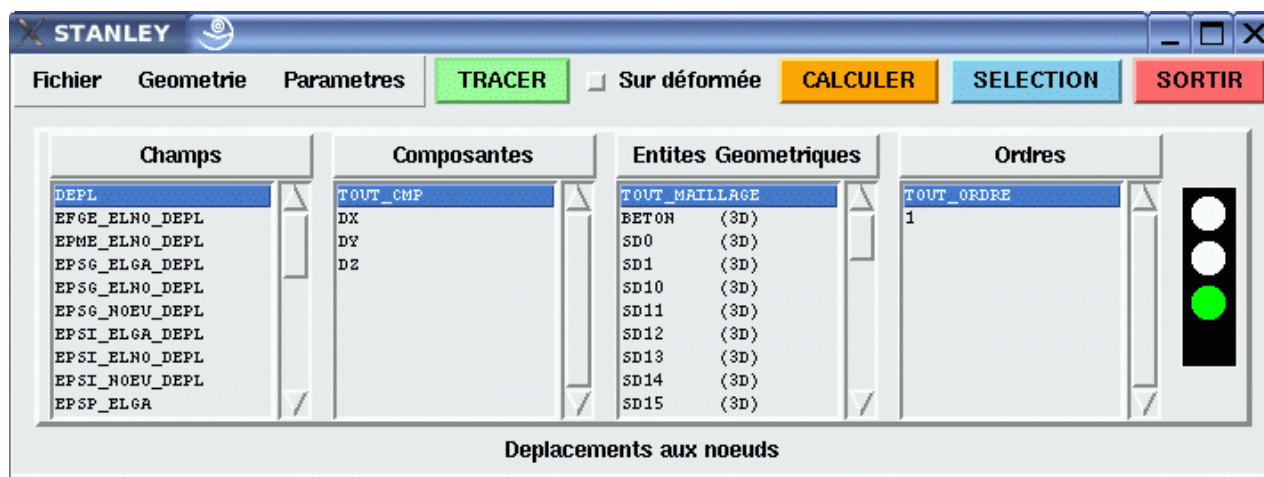 STANLEY
Fichier Geometrie Parametres TRACER Sur déformée CALCULER SELECTION SORTIR
Champs Composantes Entites Geometriques Ordres
DEPL TOUT_CMP TOUT_MAILLAGE TOUT_ORDRE
EFGE_ELNO_DEPL DX BETON (3D) 1
EPME_ELNO_DEPL DY SD0 (3D)
EPSG_ELGA_DEPL DZ SD1 (3D)
EPSG_ELNO_DEPL SD10 (3D)
EPSG_NOEU_DEPL SD11 (3D)
EPSI_ELGA_DEPL SD12 (3D)
EPSI_ELNO_DEPL SD13 (3D)
EPSI_NOEU_DEPL SD14 (3D)
EPSP_ELGA SD15 (3D)
Deplacements aux noeuds